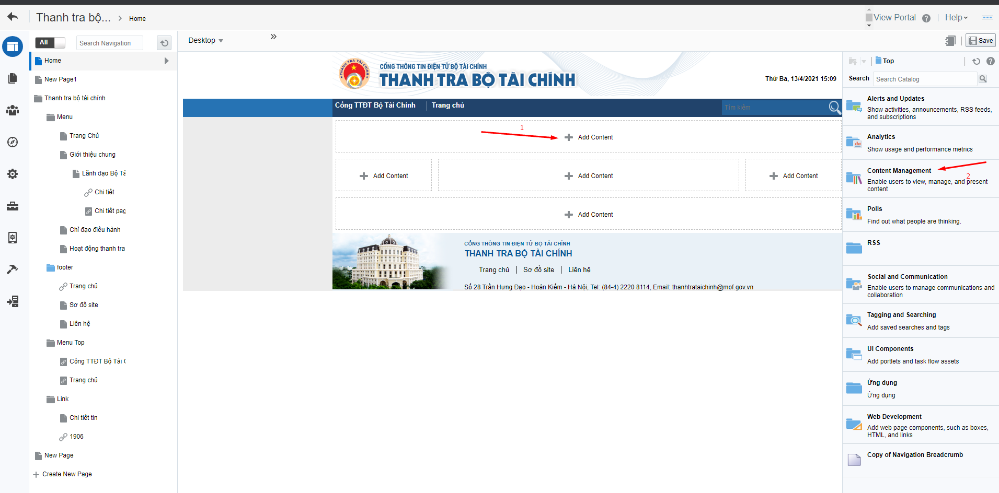 Thanh tra bộ... > Home
View Portal
Help
All
Search Navigation
Desktop
Save
Home
New Page1
Thanh tra bộ tài chính
Menu
Trang Chủ
Giới thiệu chung
Lãnh đạo Bộ Tà
Chi tiết
Chi tiết pag
Chỉ đạo điều hành
Hoạt động thanh tra
footer
Trang chủ
Sơ đồ site
Liên hệ
Menu Top
Cổng TTĐT Bộ Tài C
Trang chủ
Link
Chi tiết tin
1906
New Page
Create New Page
THANH TRA TÀI CHÍNH
CỔNG THÔNG TIN ĐIỆN TỬ BỘ TÀI CHÍNH
THANH TRA BỘ TÀI CHÍNH
Thứ Ba, 13/4/2021 15:09
Cổng TTĐT Bộ Tài Chính
Trang chủ
Tìm kiếm
1
Add Content
Add Content
Add Content
Add Content
Add Content
CỔNG THÔNG TIN ĐIỆN TỬ BỘ TÀI CHÍNH
THANH TRA BỘ TÀI CHÍNH
Trang chủ
Sơ đồ site
Liên hệ
Số 28 Trần Hưng Đạo - Hoàn Kiếm - Hà Nội, Tel: (84-4) 2220 8114, Email: thanhtrataichinh@mof.gov.vn
Top
Search
Search Catalog
Alerts and Updates
Show activities, announcements, RSS feeds,
and subscriptions
Analytics
Show usage and performance metrics
Content Management
2
Enable users to view, manage, and present
content
Polls
Find out what people are thinking.
RSS
Social and Communication
Enable users to manage communications and
collaboration
Tagging and Searching
Add saved searches and tags
UI Components
Add portlets and task flow assets
Ứng dụng
Ứng dụng
Web Development
Add web page components, such as boxes,
HTML, and links
Copy of Navigation Breadcrumb